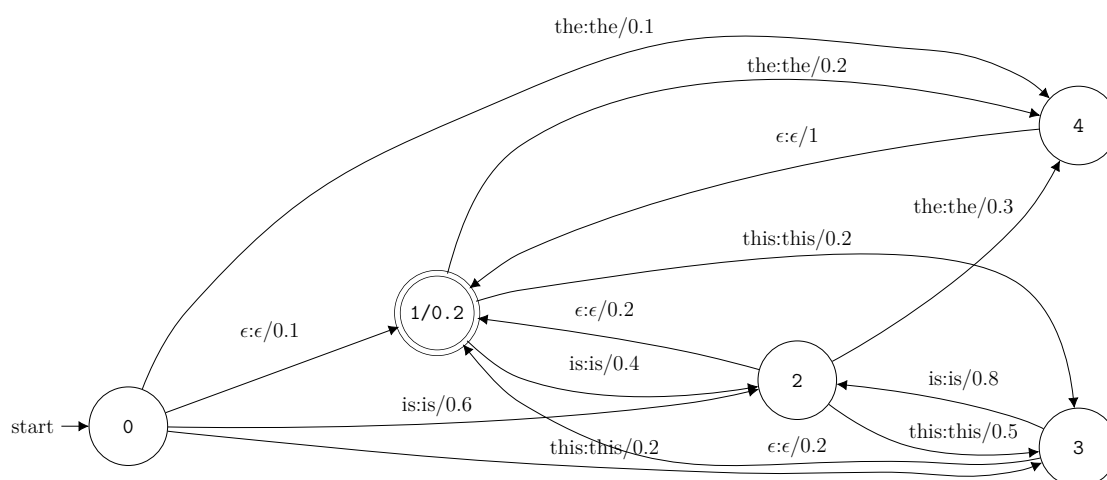 the:the/0.1
the:the/0.2
4
ϵ:ϵ/1
the:the/0.3
this:this/0.2
1/0.2
ϵ:ϵ/0.2
ϵ:ϵ/0.1
is:is/0.4
2
is:is/0.8
is:is/0.6
start
0
this:this/0.5
this:this/0.2
ϵ:ϵ/0.2
3